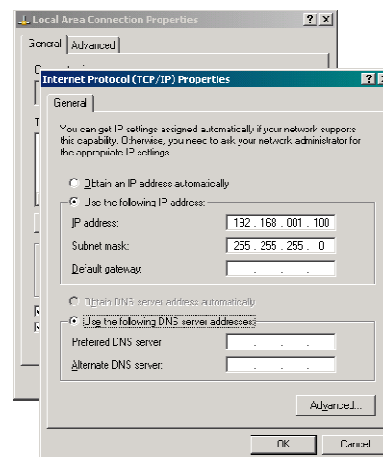 Local Area Connection Properties
General
Advanced
Internet Protocol (TCP/IP) Properties
General
You can get IP settings assigned automatically if your network supports
this capability. Otherwise, you need to ask your network administrator for
the appropriate IP settings.
Obtain an IP address automatically
Use the following IP address:
IP address:
192 . 168 . 001 . 100
Subnet mask:
255 . 255 . 255 . 0
Default gateway:
Obtain DNS server address automatically
Use the following DNS server addresses:
Preferred DNS server:
Alternate DNS server:
Advanced...
OK
Cancel